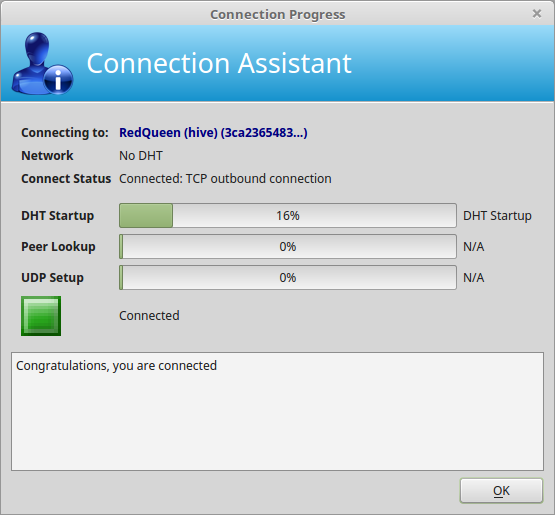 Connection Progress
i
Connection Assistant
Connecting to: RedQueen (hive) (3ca2365483...)
Network No DHT
Connect Status Connected: TCP outbound connection
DHT Startup 16% DHT Startup
Peer Lookup 0% N/A
UDP Setup 0% N/A
Connected
Congratulations, you are connected
OK